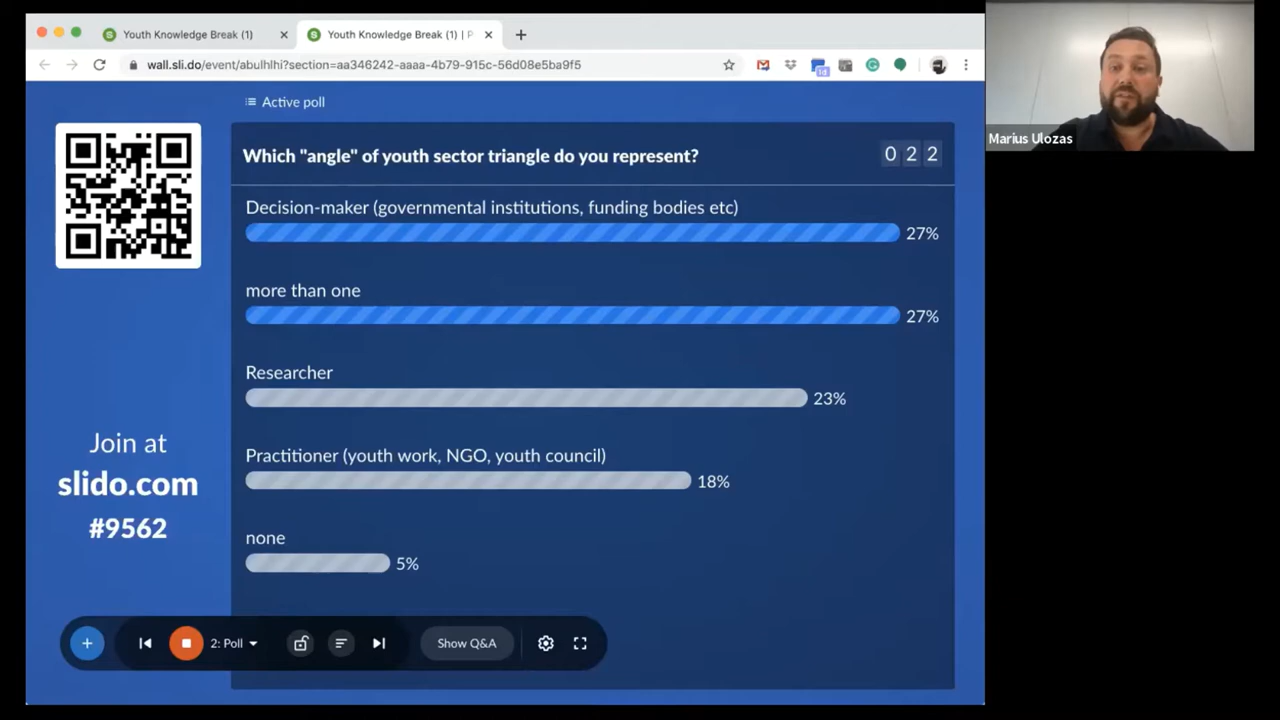 Youth Knowledge Break (1)
Youth Knowledge Break (1) | P
wall.sli.do/event/abulhlhi?section=aa346242-aaaa-4b79-915c-56d08e5ba9f5
Marius Ulozas
Active poll
Which "angle" of youth sector triangle do you represent?
022
Decision-maker (governmental institutions, funding bodies etc)
27%
more than one
27%
Researcher
23%
Practitioner (youth work, NGO, youth council)
18%
none
5%
Join at
slido.com
#9562
2: Poll
Show Q&A